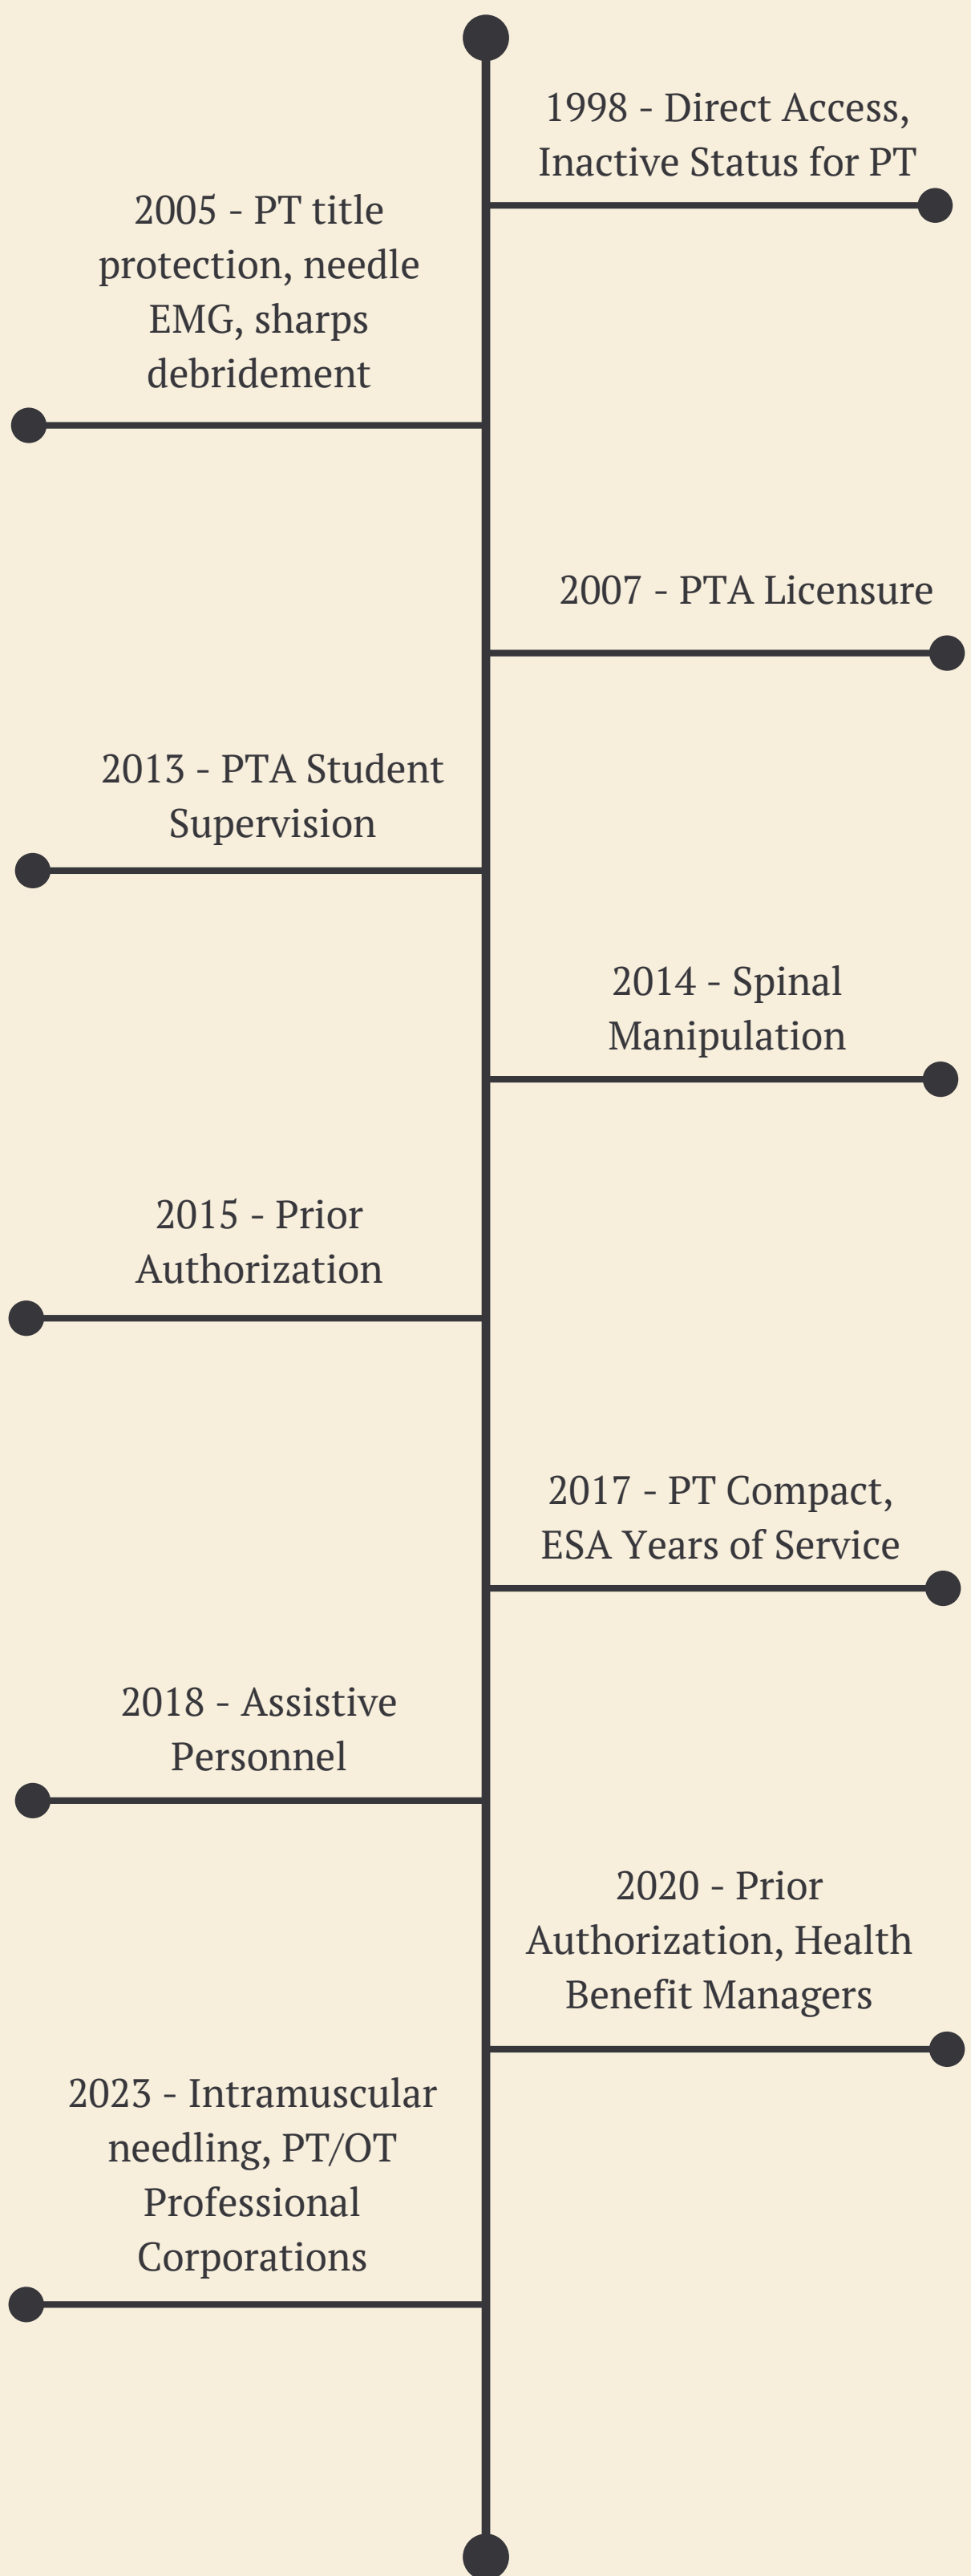 1998 - Direct Access,
Inactive Status for PT
2005 - PT title
protection, needle
EMG, sharps
debridement
2007 - PTA Licensure
2013 - PTA Student
Supervision
2014 - Spinal
Manipulation
2015 - Prior
Authorization
2017 - PT Compact,
ESA Years of Service
2018 - Assistive
Personnel
2020 - Prior
Authorization, Health
Benefit Managers
2023 - Intramuscular
needling, PT/OT
Professional
Corporations